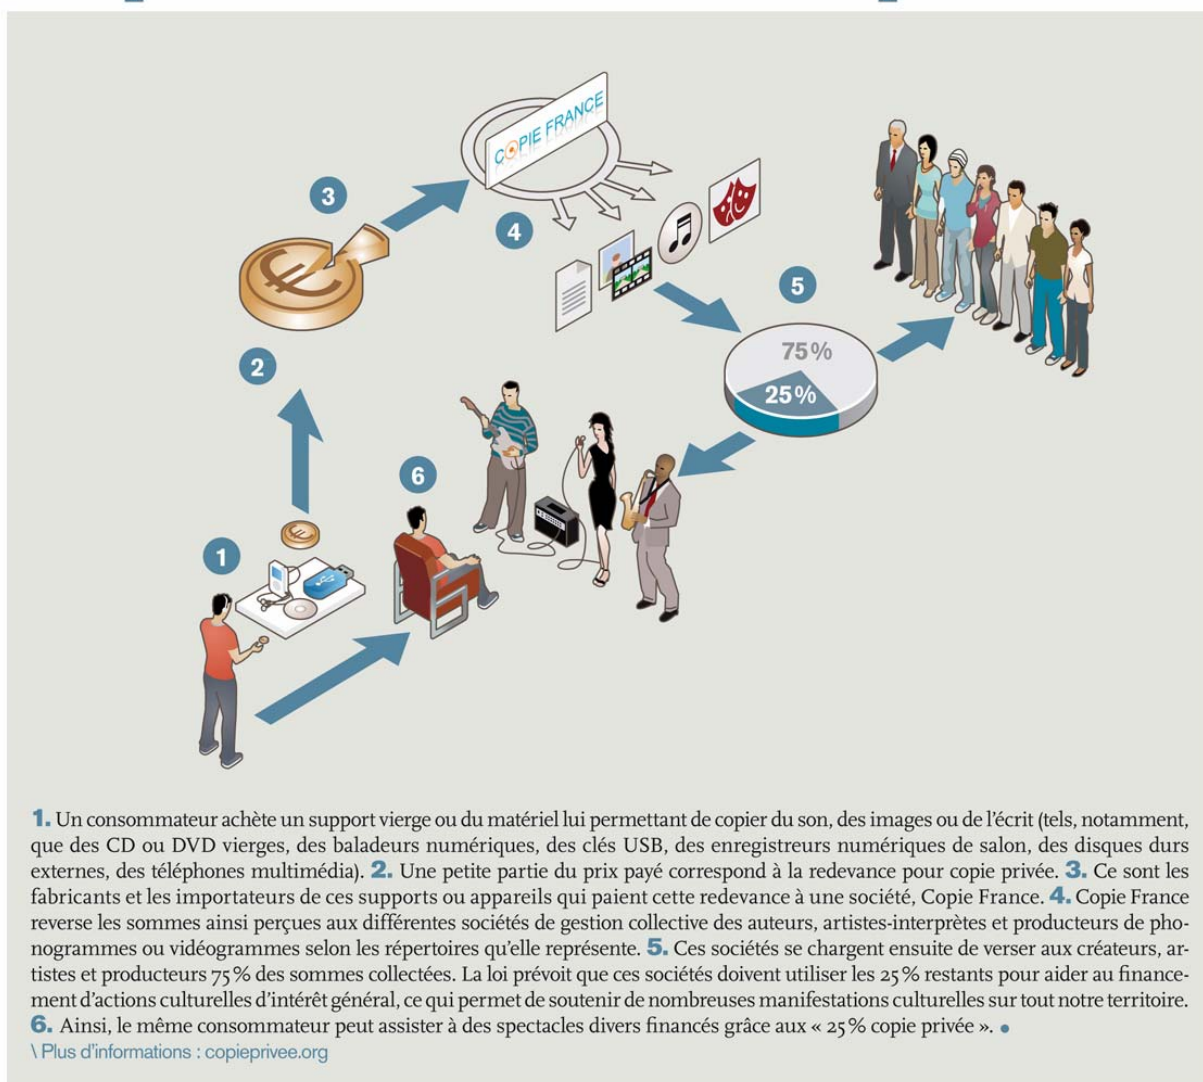 COPIE FRANCE
3
4
5
75%
2
25%
6
1
1. Un consommateur achète un support vierge ou du matériel lui permettant de copier du son, des images ou de l'écrit (tels, notamment,
que des CD ou DVD vierges, des baladeurs numériques, des clés USB, des enregistreurs numériques de salon, des disques durs
externes, des téléphones multimédia). 2. Une petite partie du prix payé correspond à la redevance pour copie privée. 3. Ce sont les
fabricants et les importateurs de ces supports ou appareils qui paient cette redevance à une société, Copie France. 4. Copie France
reverse les sommes ainsi perçues aux différentes sociétés de gestion collective des auteurs, artistes-interprètes et producteurs de pho-
nogrammes ou vidéogrammes selon les répertoires qu'elle représente. 5. Ces sociétés se chargent ensuite de verser aux créateurs, ar-
tistes et producteurs 75% des sommes collectées. La loi prévoit que ces sociétés doivent utiliser les 25% restants pour aider au finance-
ment d'actions culturelles d'intérêt général, ce qui permet de soutenir de nombreuses manifestations culturelles sur tout notre territoire.
6. Ainsi, le même consommateur peut assister à des spectacles divers financés grâce aux « 25% copie privée ». •
\ Plus d'informations : copieprivee.org